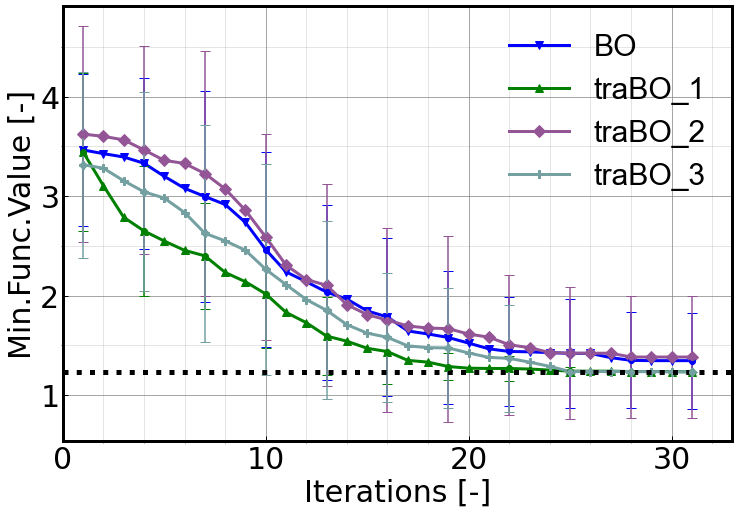 Min.Func.Value [-]
4
3
2
1
BO
traBO_1
traBO_2
traBO_3
0 10 20 30
Iterations [-]